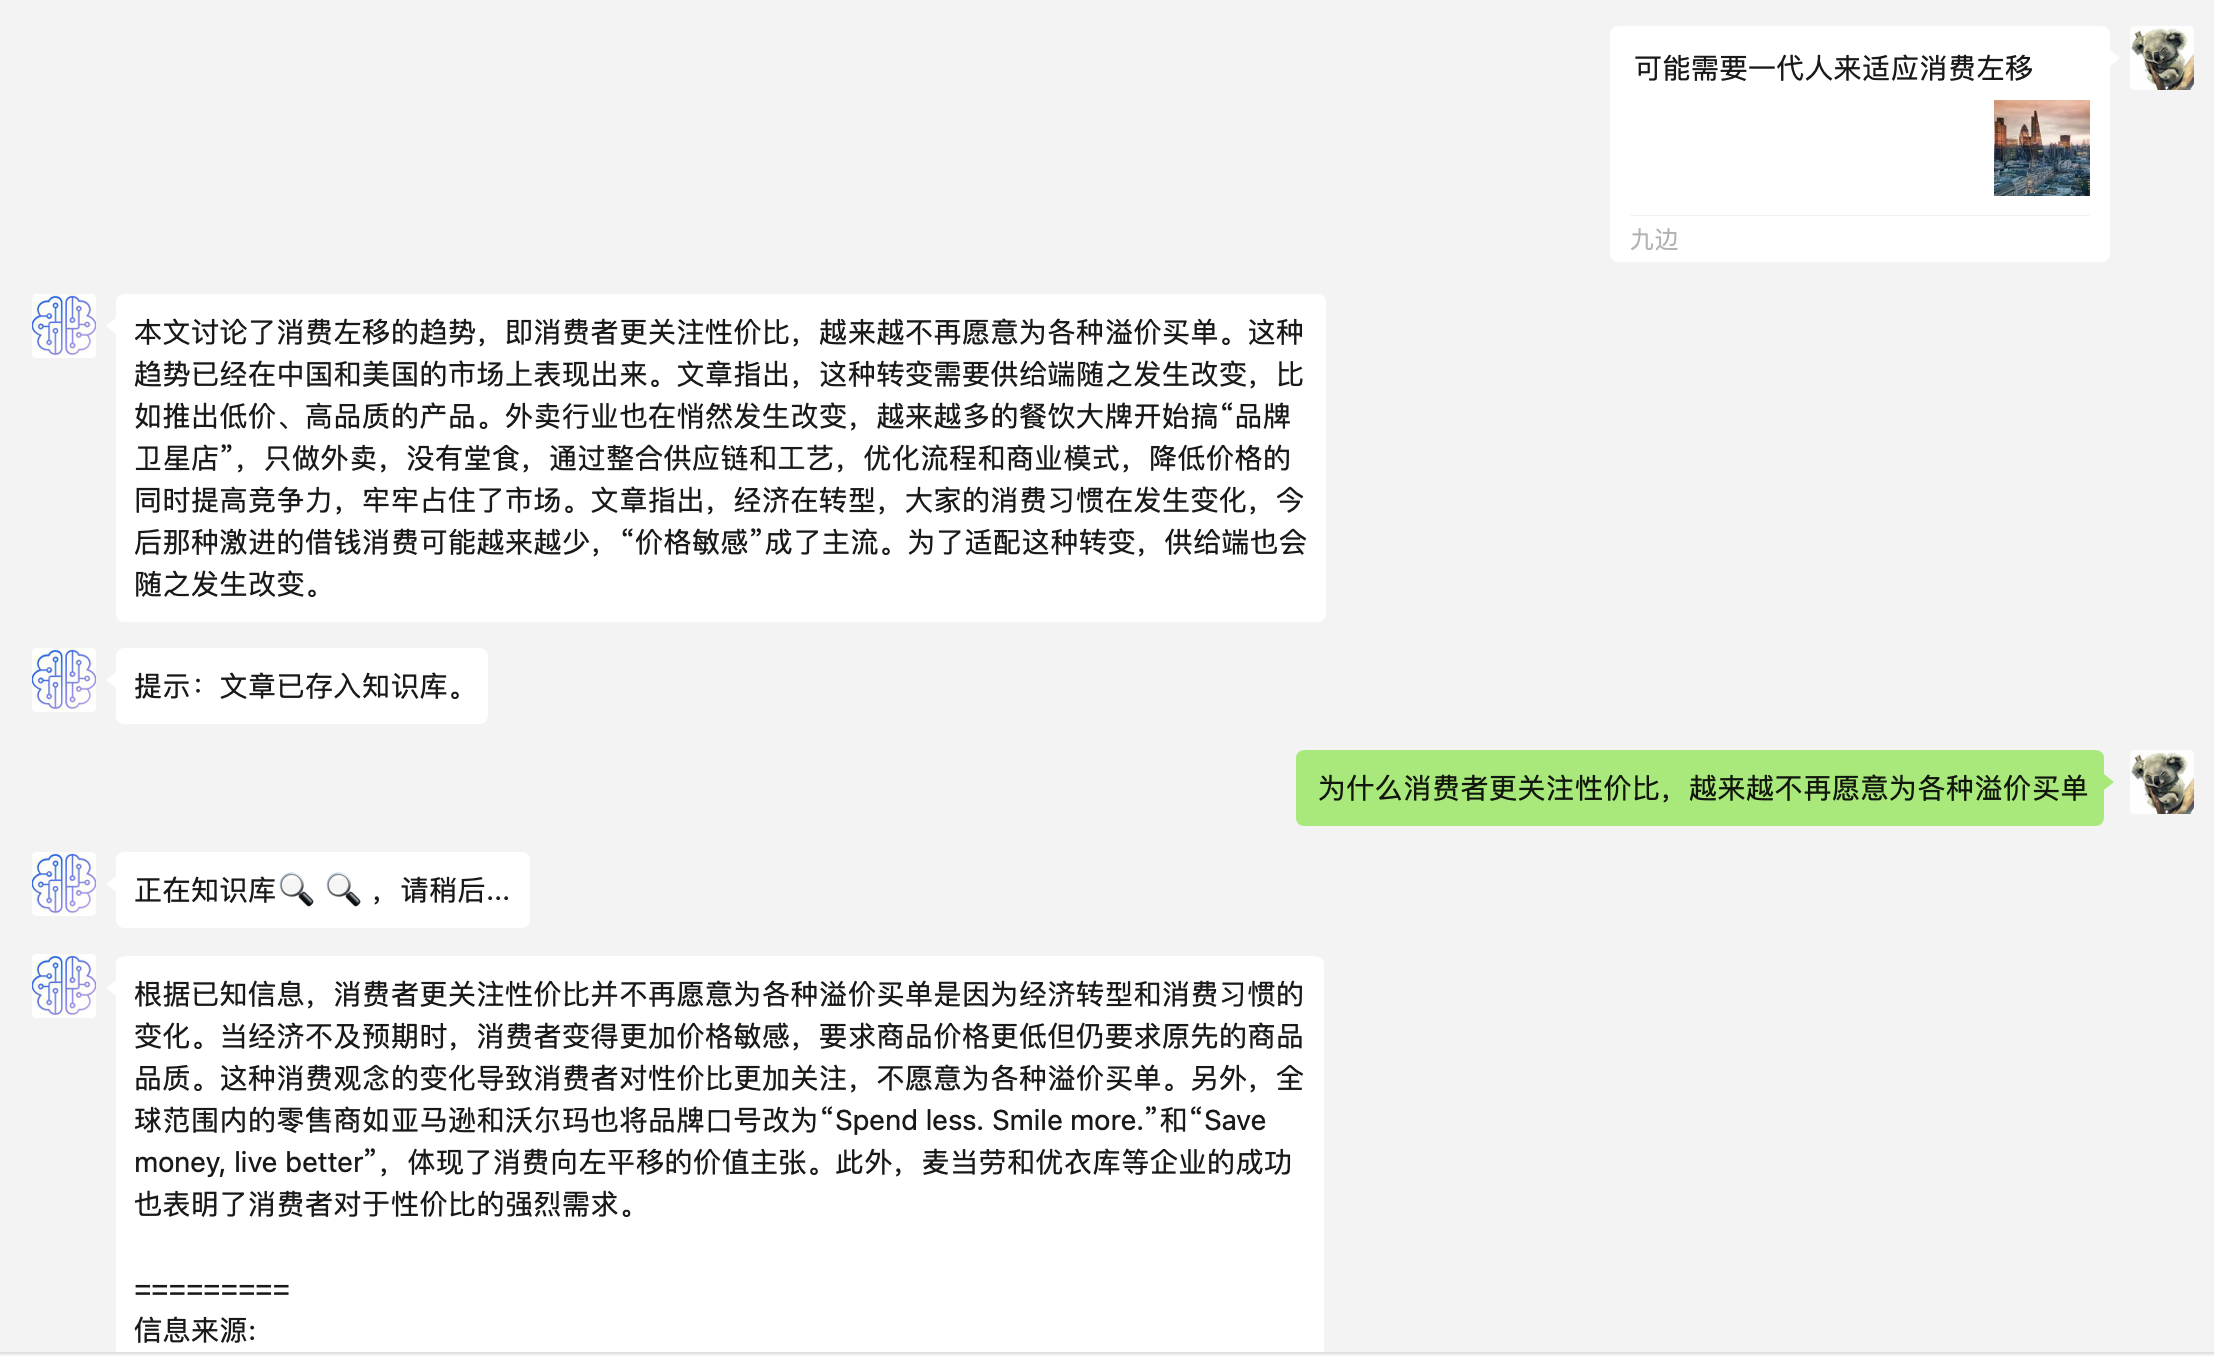 可能需要一代人来适应消费左移
九边
本文讨论了消费左移的趋势，即消费者更关注性价比，越来越不再愿意为各种溢价买单。这种
趋势已经在中国和美国的市场上表现出来。文章指出，这种转变需要供给端随之发生改变，比
如推出低价、高品质的产品。外卖行业也在悄然发生改变，越来越多的餐饮大牌开始搞“品牌
卫星店”，只做外卖，没有堂食，通过整合供应链和工艺，优化流程和商业模式，降低价格的
同时提高竞争力，牢牢占住了市场。文章指出，经济在转型，大家的消费习惯在发生变化，今
后那种激进的借钱消费可能越来越少，“价格敏感”成了主流。为了适配这种转变，供给端也会
随之发生改变。
提示：文章已存入知识库。
为什么消费者更关注性价比，越来越不再愿意为各种溢价买单
正在知识库🔍 🔍 ，请稍后...
根据已知信息，消费者更关注性价比并不再愿意为各种溢价买单是因为经济转型和消费习惯的
变化。当经济不及预期时，消费者变得更加价格敏感，要求商品价格更低但仍要求原先的商品
品质。这种消费观念的变化导致消费者对性价比更加关注，不愿意为各种溢价买单。另外，全
球范围内的零售商如亚马逊和沃尔玛也将品牌口号改为“Spend less. Smile more.”和“Save
money, live better”，体现了消费向左平移的价值主张。此外，麦当劳和优衣库等企业的成功
也表明了消费者对于性价比的强烈需求。
=========
信息来源: